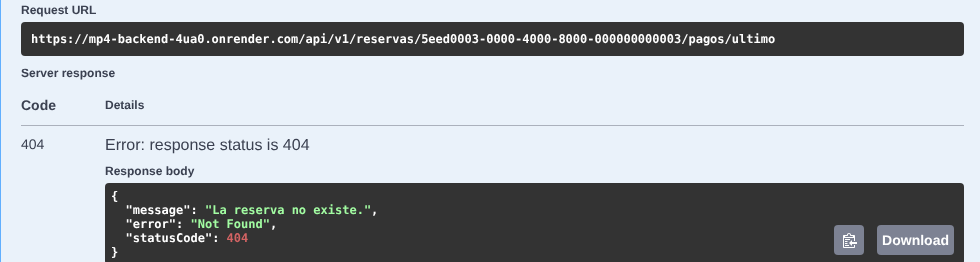 Request URL
https://mp4-backend-4ua0.onrender.com/api/v1/reservas/5eed0003-0000-4000-8000-000000000003/pagos/ultimo
Server response
Code Details
404 Error: response status is 404
Response body
{
"message": "La reserva no existe.",
"error": "Not Found",
"statusCode": 404
}
Download